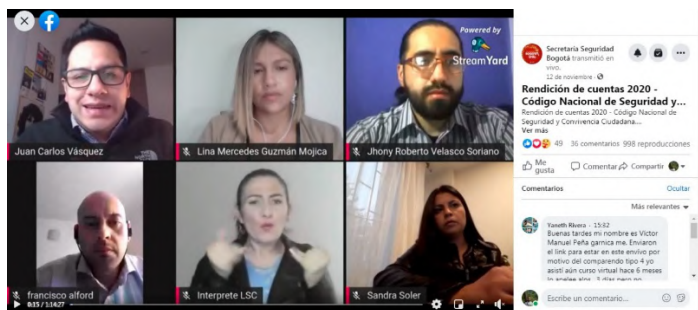 Powered by
StreamYard
Juan Carlos Vásquez
Lina Mercedes Guzmán Mojica
Jhony Roberto Velasco Soriano
francisco alford
Interprete LSC
Sandra Soler
0:15 / 1:14:27
Secretaría Seguridad
Bogotá transmitió en
vivo.
12 de noviembre ·
Rendición de cuentas 2020 -
Código Nacional de Seguridad y...
Rendición de cuentas 2020 - Código Nacional de
Seguridad y Convivencia Ciudadana....
Ver más
49 36 comentarios 998 reproducciones
Me gusta
Comentar
Compartir
Comentarios
Ocultar
Más relevantes
Yaneth Rivera · 15:32
Buenas tardes mi nombre es Víctor
Manuel Peña garnica me. Enviaron
el link para estar en este envivo por
motivo del comparendo tipo 4 yo
asistí aún curso virtual hace 6 meses
Escribe un comentario...